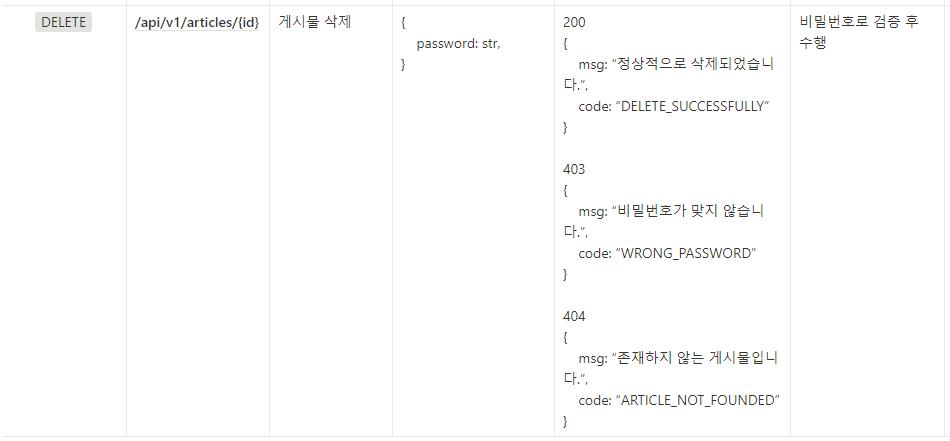 DELETE
/api/v1/articles/{id}
게시물 삭제
{
password: str,
}
200
{
msg: “정상적으로 삭제되었습니
다.”,
code: “DELETE_SUCCESSFULLY”
}
403
{
msg: “비밀번호가 맞지 않습니
다.”,
code: “WRONG_PASSWORD”
}
404
{
msg: “존재하지 않는 게시물입니
다.”,
code: “ARTICLE_NOT_FOUNDED”
}
비밀번호로 검증 후
수행